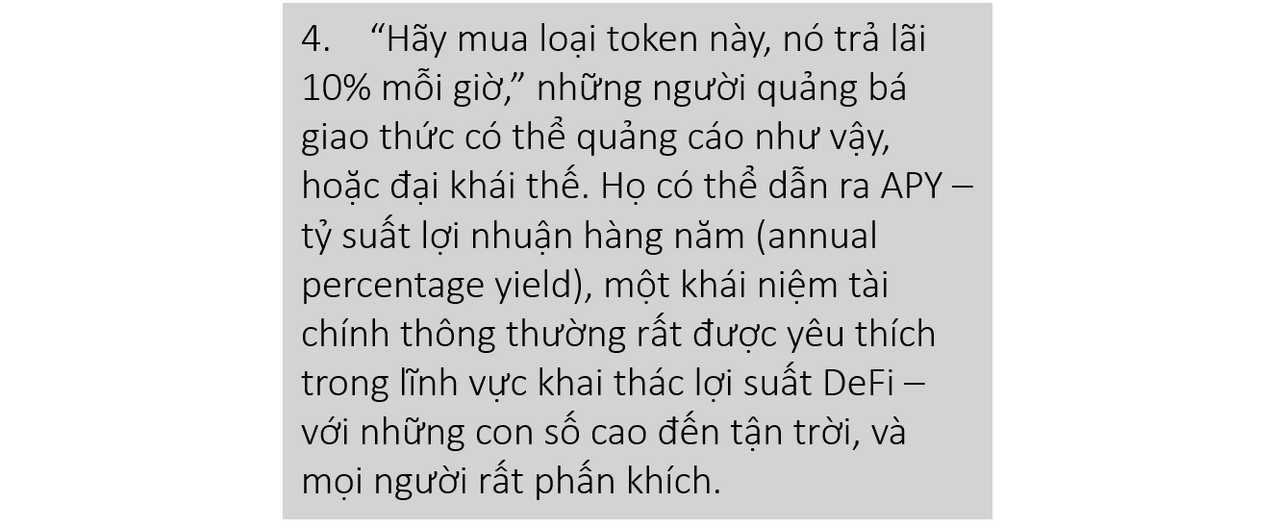 4. “Hãy mua loại token này, nó trả lãi
10% mỗi giờ,” những người quảng bá
giao thức có thể quảng cáo như vậy,
hoặc đại khái thế. Họ có thể dẫn ra APY –
tỷ suất lợi nhuận hàng năm (annual
percentage yield), một khái niệm tài
chính thông thường rất được yêu thích
trong lĩnh vực khai thác lợi suất DeFi –
với những con số cao đến tận trời, và
mọi người rất phấn khích.